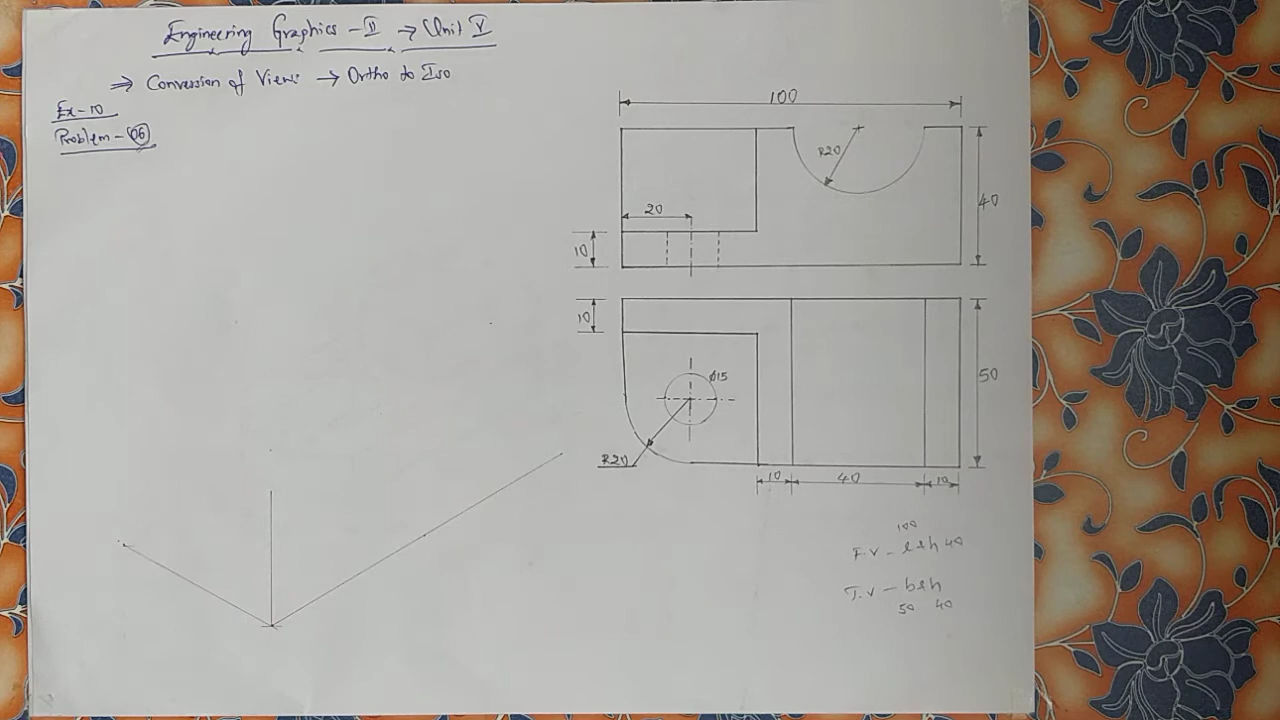 Engineering Graphics - II → Unit V
⇒ Conversion of Views → Ortho to Iso
Ex - 10
Problem - 06
100
R20
20
40
10
10
Ø15
50
R20
10
40
10
100
F.V - l & h 40
T.V - b & h
50 40